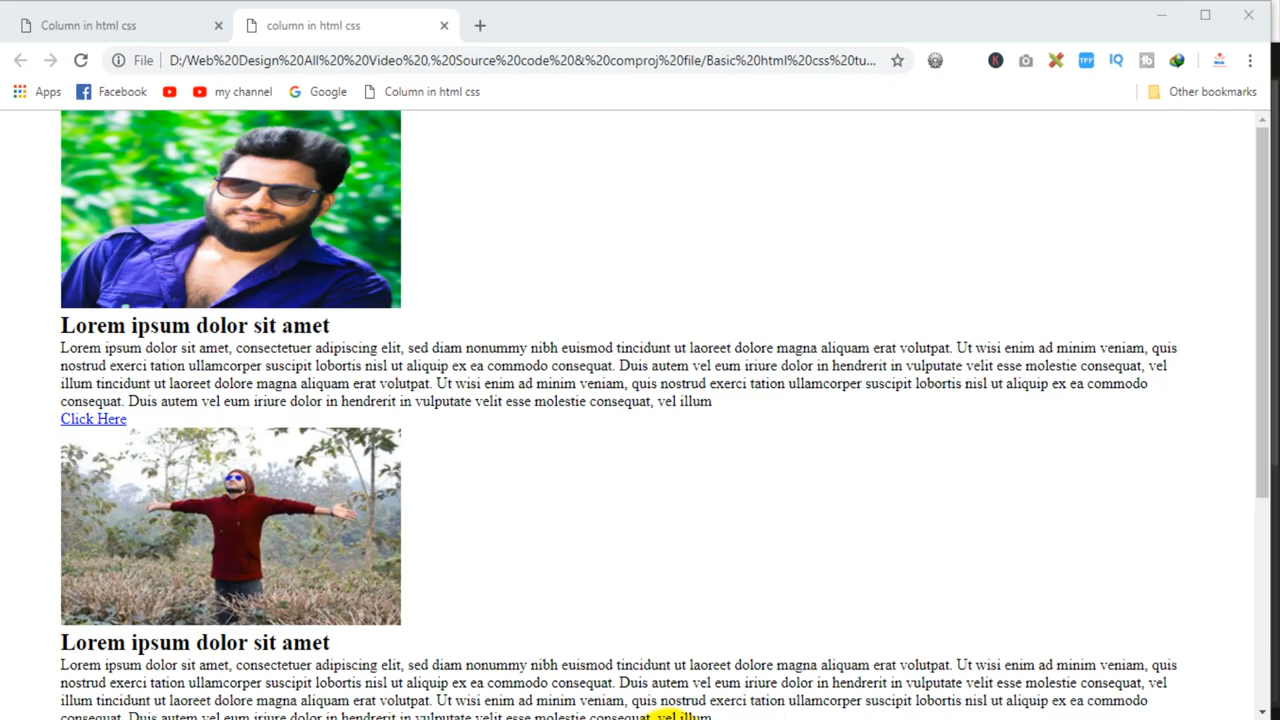 Column in html css
column in html css
File
D:/Web%20Design%20All%20%20Video%20,%20Source%20code%20&%20comproj%20file/Basic%20html%20css%20tu...
IQ
Apps
Facebook
my channel
Google
Column in html css
Other bookmarks
Lorem ipsum dolor sit amet
Lorem ipsum dolor sit amet, consectetuer adipiscing elit, sed diam nonummy nibh euismod tincidunt ut laoreet dolore magna aliquam erat volutpat. Ut wisi enim ad minim veniam, quis
nostrud exerci tation ullamcorper suscipit lobortis nisl ut aliquip ex ea commodo consequat. Duis autem vel eum iriure dolor in hendrerit in vulputate velit esse molestie consequat, vel
illum tincidunt ut laoreet dolore magna aliquam erat volutpat. Ut wisi enim ad minim veniam, quis nostrud exerci tation ullamcorper suscipit lobortis nisl ut aliquip ex ea commodo
consequat. Duis autem vel eum iriure dolor in hendrerit in vulputate velit esse molestie consequat, vel illum
Click Here
Lorem ipsum dolor sit amet
Lorem ipsum dolor sit amet, consectetuer adipiscing elit, sed diam nonummy nibh euismod tincidunt ut laoreet dolore magna aliquam erat volutpat. Ut wisi enim ad minim veniam, quis
nostrud exerci tation ullamcorper suscipit lobortis nisl ut aliquip ex ea commodo consequat. Duis autem vel eum iriure dolor in hendrerit in vulputate velit esse molestie consequat, vel
illum tincidunt ut laoreet dolore magna aliquam erat volutpat. Ut wisi enim ad minim veniam, quis nostrud exerci tation ullamcorper suscipit lobortis nisl ut aliquip ex ea commodo
consequat. Duis autem vel eum iriure dolor in hendrerit in vulputate velit esse molestie consequat, vel illum